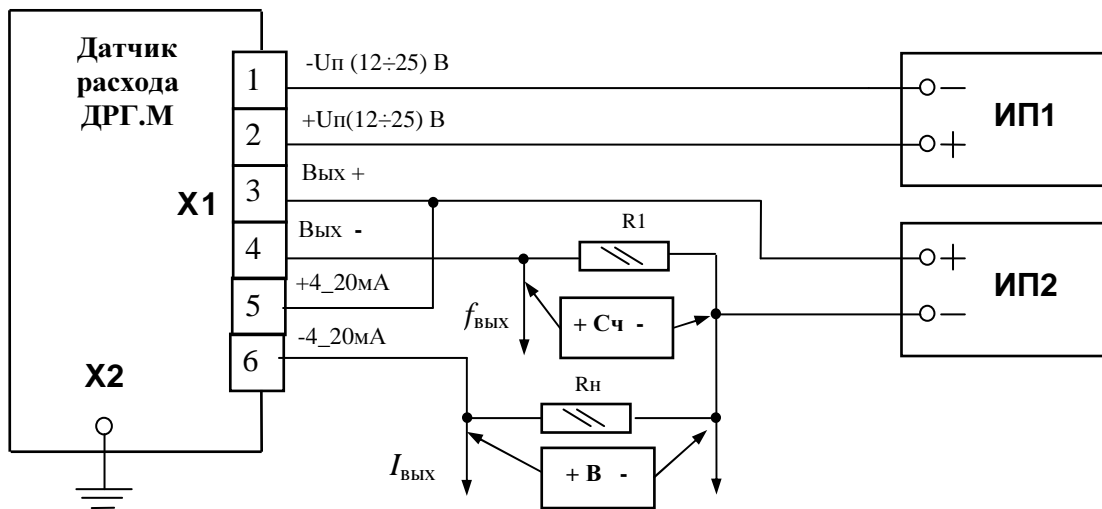 Датчик
расхода
ДРГ.М
X1
X2
1
2
3
4
5
6
-Uп (12÷25) В
+Uп(12÷25) В
Вых +
Вых -
+4_20мА
-4_20мА
R1
fвых
+ Сч -
Rн
Iвых
+ В -
ИП1
ИП2